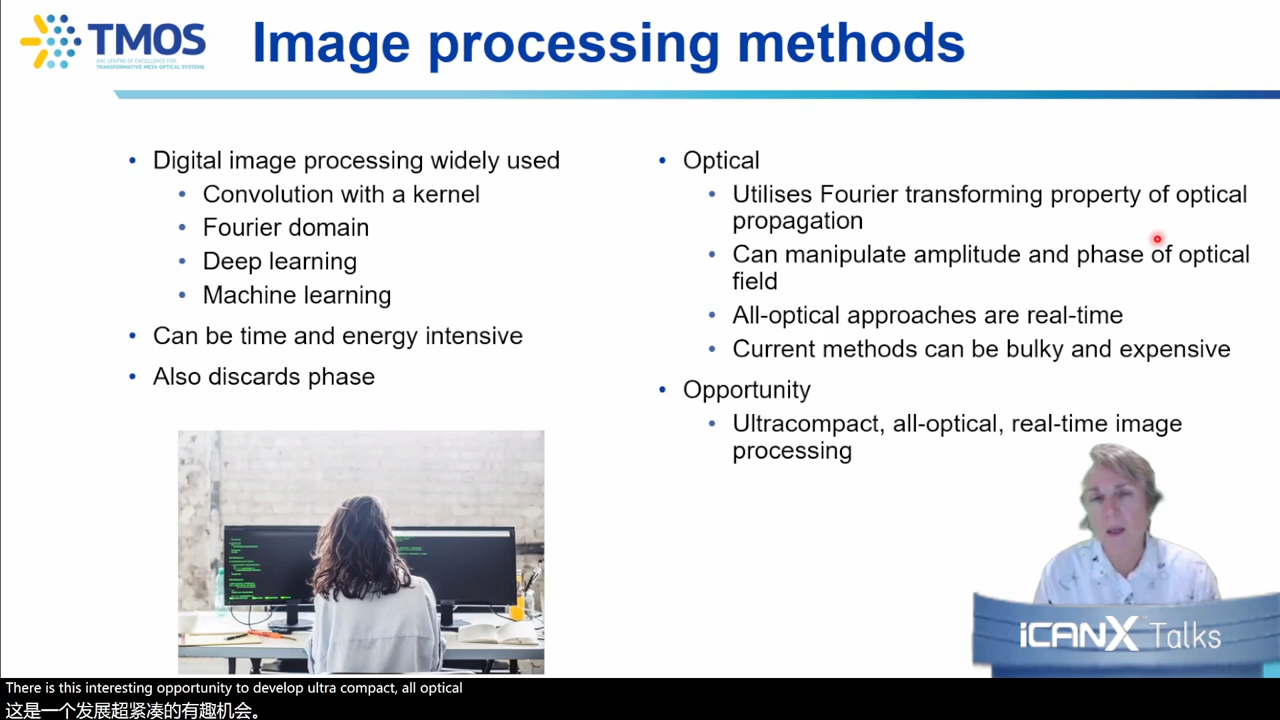 TMOS
ARC CENTRE OF EXCELLENCE FOR
TRANSFORMATIVE META-OPTICAL SYSTEMS
Image processing methods
• Digital image processing widely used
• Convolution with a kernel
• Fourier domain
• Deep learning
• Machine learning
• Can be time and energy intensive
• Also discards phase
• Optical
• Utilises Fourier transforming property of optical
propagation
• Can manipulate amplitude and phase of optical
field
• All-optical approaches are real-time
• Current methods can be bulky and expensive
• Opportunity
• Ultracompact, all-optical, real-time image
processing
iCANX Talks
There is this interesting opportunity to develop ultra compact, all optical
这是一个发展超紧凑的有趣机会。